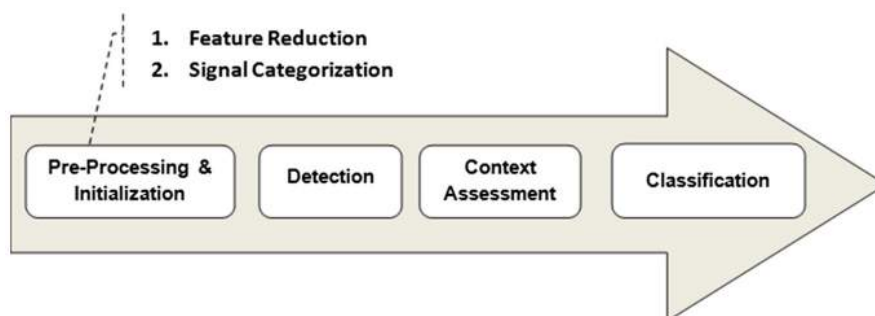 1. Feature Reduction
2. Signal Categorization
Pre-Processing &
Initialization
Detection
Context
Assessment
Classification